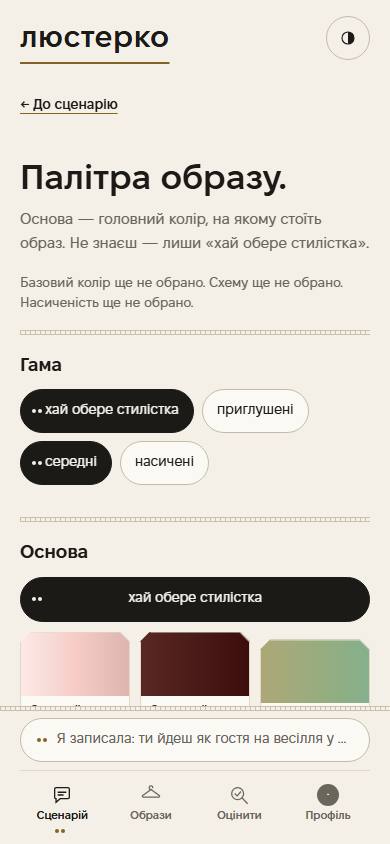 люстерко
← До сценарію
Палітра образу.
Основа — головний колір, на якому стоїть
образ. Не знаєш — лиши «хай обере стилістка».
Базовий колір ще не обрано. Схему ще не обрано.
Насиченість ще не обрано.
Гама
хай обере стилістка
приглушені
середні
насичені
Основа
хай обере стилістка
Я записала: ти йдеш як гостя на весілля у ...
Сценарій
Образи
Оцінити
Профіль